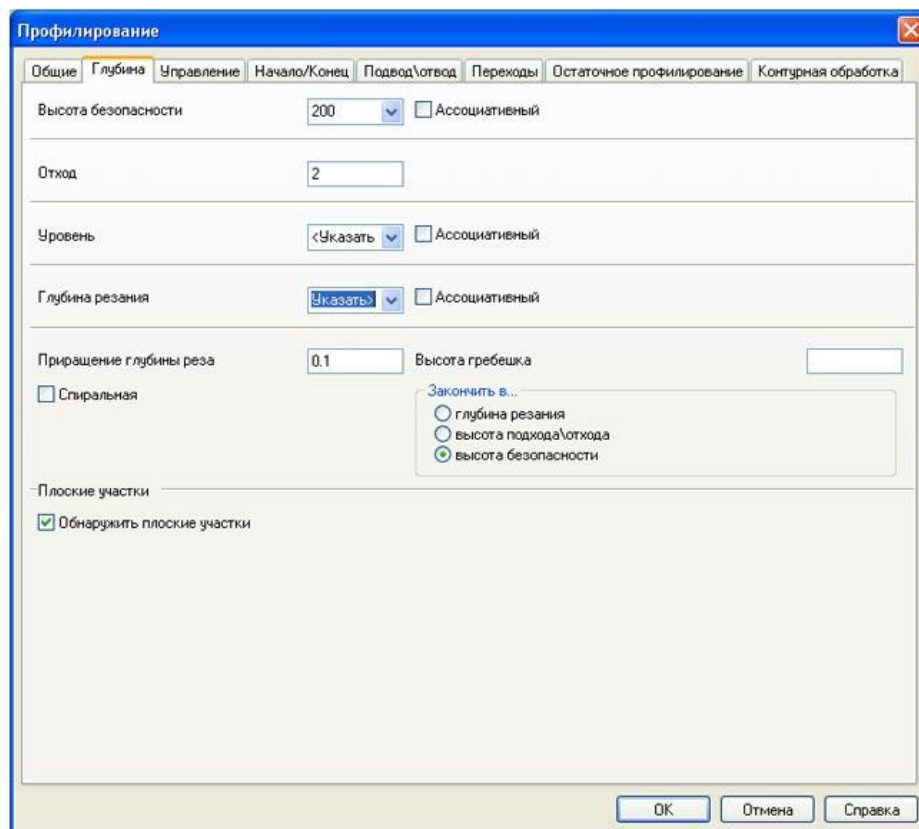 Профилирование
Общие Глубина Управление Начало/Конец Подвод\отвод Переходы Остаточное профилирование Контурная обработка
Высота безопасности 200 Ассоциативный
Отход 2
Уровень <Указать Ассоциативный
Глубина резания Указать> Ассоциативный
Приращение глубины реза 0.1 Высота гребешка
Спиральная Закончить в...
глубина резания
высота подхода\отхода
высота безопасности
Плоские участки
Обнаружить плоские участки
ОК Отмена Справка